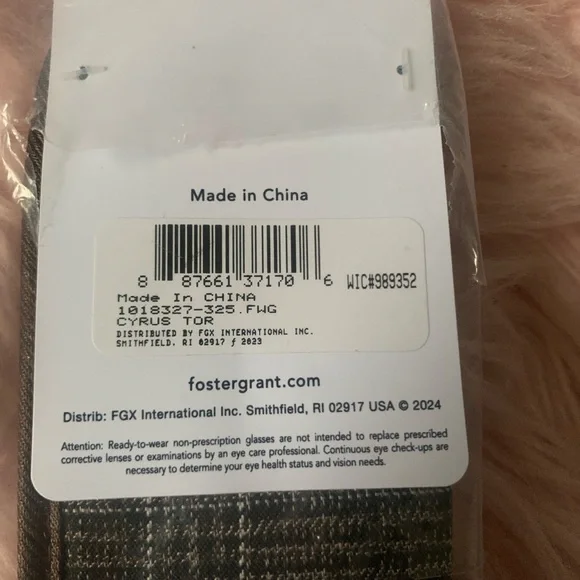 Made in China
8 87661 37170 6 WIC#989352
Made In CHINA
1018327-325.FWG
CYRUS TOR
DISTRIBUTED BY FGX INTERNATIONAL INC.
SMITHFIELD, RI 02917 ƒ 2023
fostergrant.com
Distrib: FGX International Inc. Smithfield, RI 02917 USA © 2024
Attention: Ready-to-wear non-prescription glasses are not intended to replace prescribed
corrective lenses or examinations by an eye care professional. Continuous eye check-ups are
necessary to determine your eye health status and vision needs.